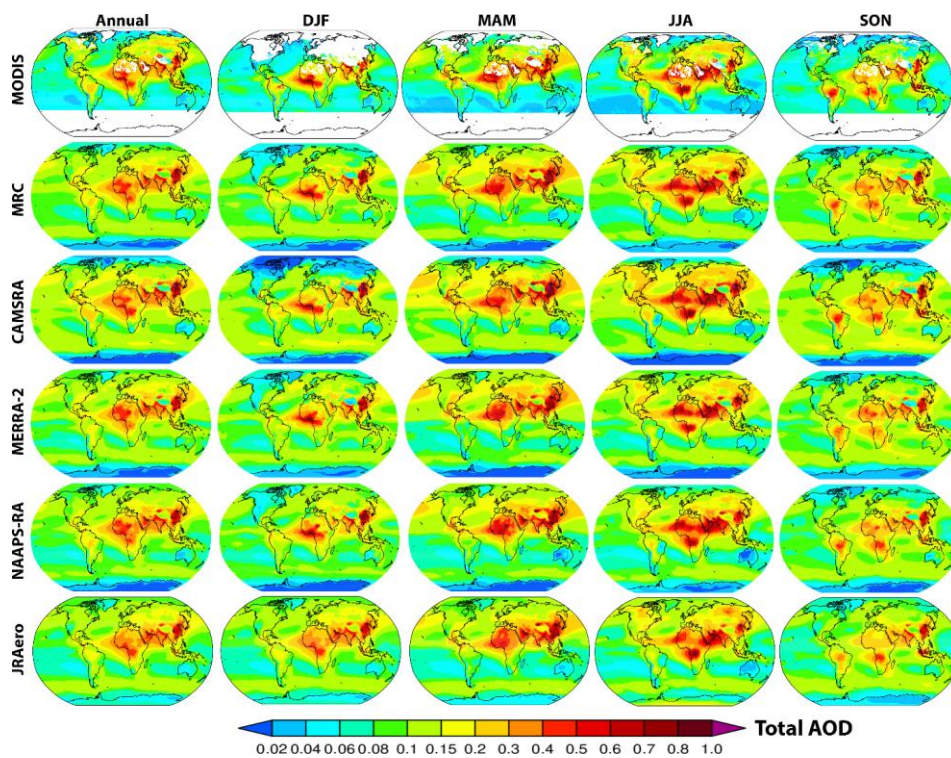 Annual DJF MAM JJA SON
MODIS
MRC
CAMSRA
MERRA-2
NAAPS-RA
JRAero
Total AOD
0.02 0.04 0.06 0.08 0.1 0.15 0.2 0.3 0.4 0.5 0.6 0.7 0.8 1.0